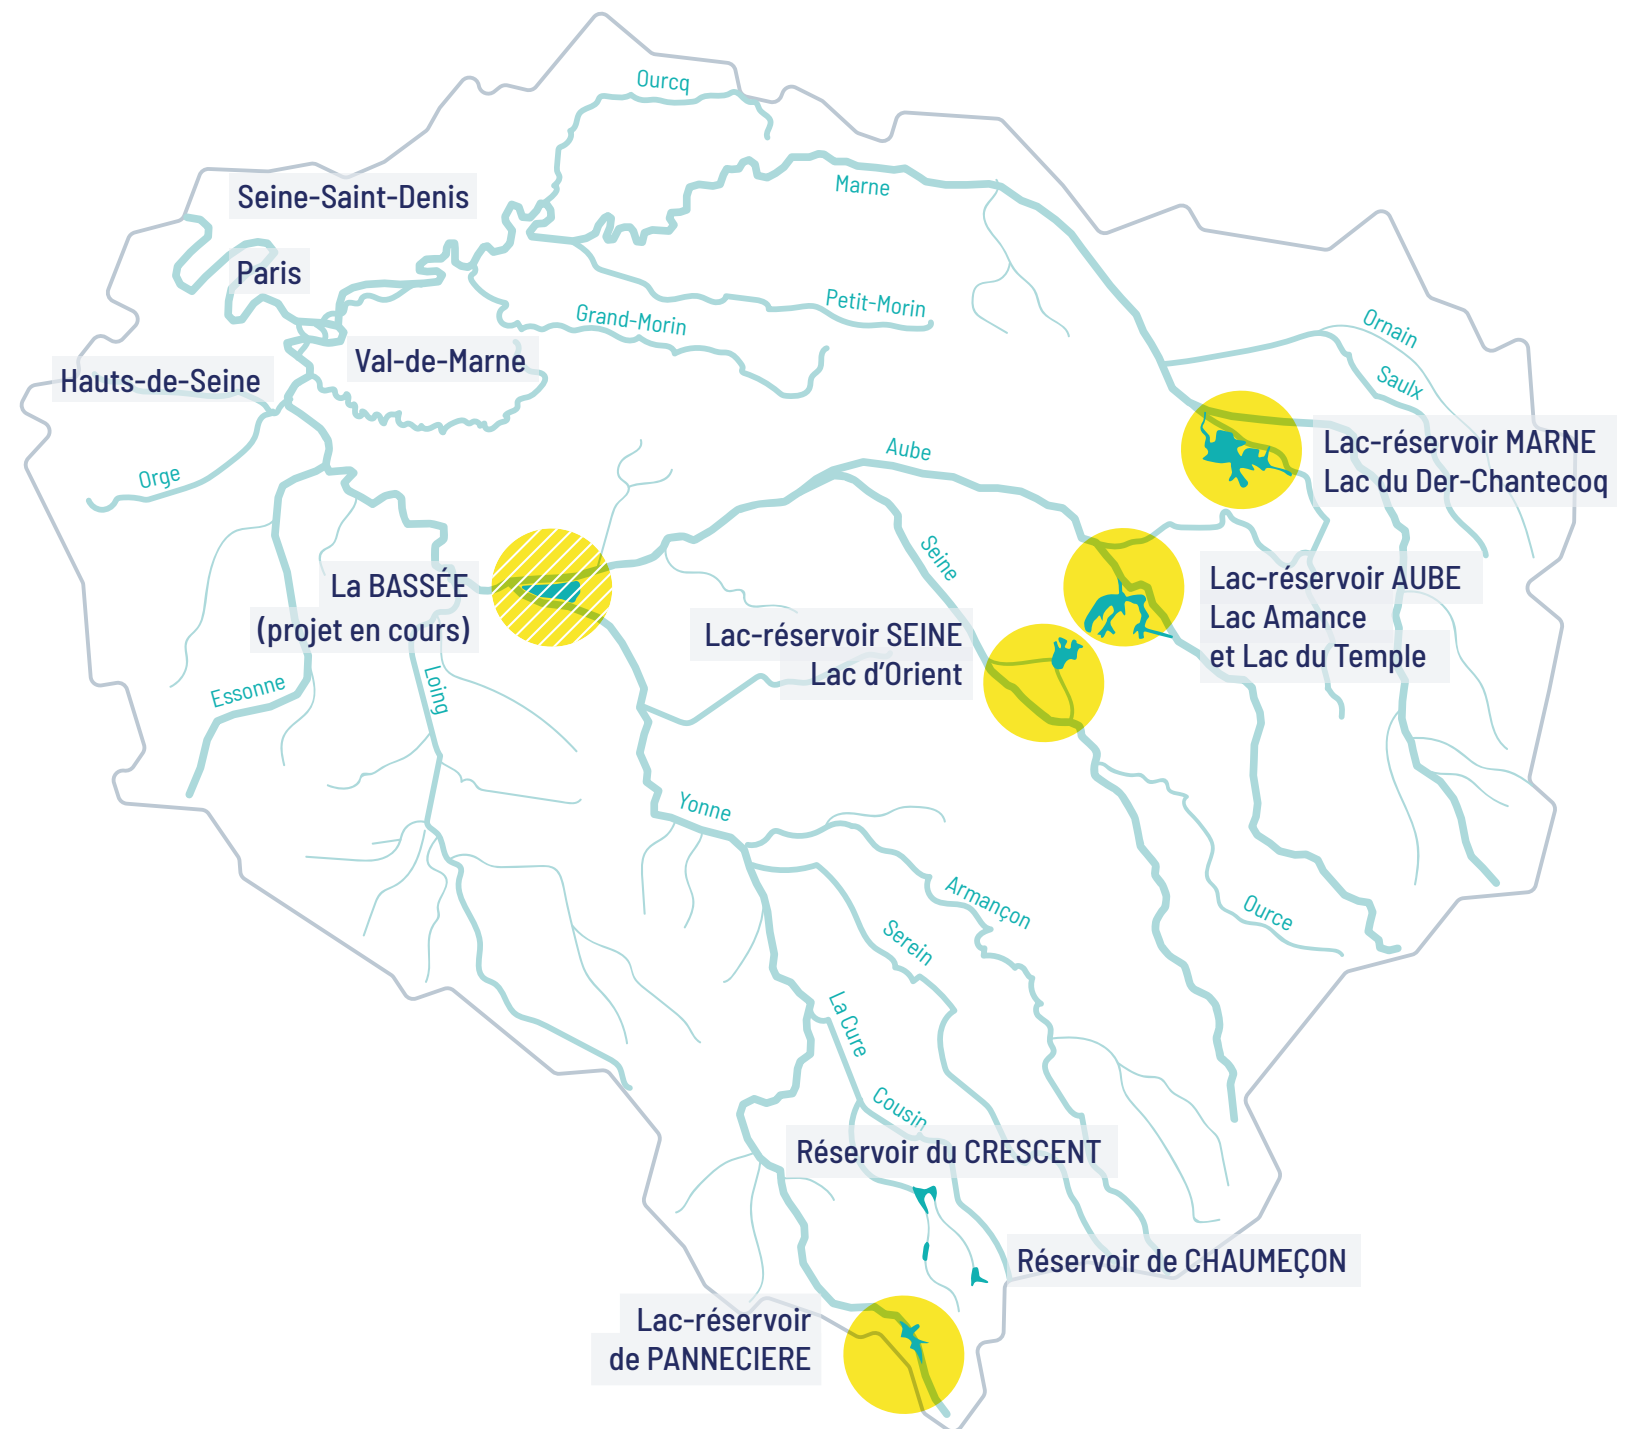 Ourcq
Seine-Saint-Denis
Marne
Paris
Petit-Morin
Grand-Morin
Ornain
Val-de-Marne
Hauts-de-Seine
Saulx
Lac-réservoir MARNE
Lac du Der-Chantecoq
Aube
Orge
Seine
La BASSÉE
(projet en cours)
Lac-réservoir AUBE
Lac Amance
et Lac du Temple
Lac-réservoir SEINE
Lac d'Orient
Essonne
Loing
Yonne
Armançon
Serein
Ource
La Cure
Cousin
Réservoir du CRESCENT
Réservoir de CHAUMEÇON
Lac-réservoir
de PANNECIERE